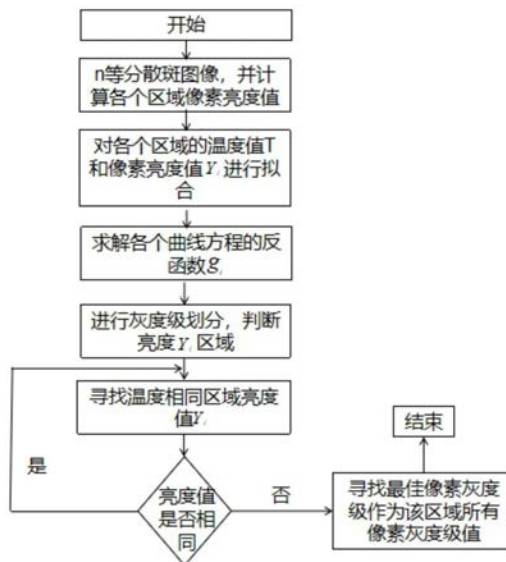 开始
n等分散斑图像，并计
算各个区域像素亮度值
对各个区域的温度值T
和像素亮度值Yᵢ进行拟
合
求解各个曲线方程的反
函数gᵢ
进行灰度级划分，判断
亮度Yᵢ区域
寻找温度相同区域亮度
值Yᵢ
是
亮度值
是否相
同
否
寻找最佳像素灰度
级作为该区域所有
像素灰度级值
结束